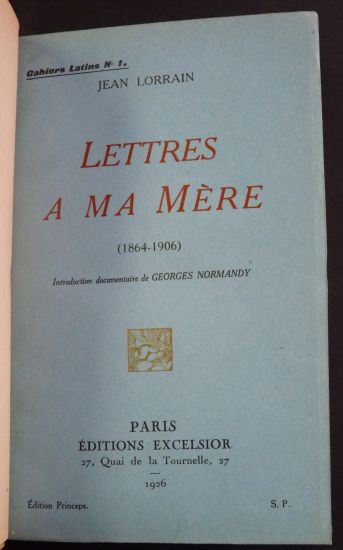 Cahiers Latins N° 1.
JEAN LORRAIN
LETTRES
A MA MÈRE
(1864-1906)
Introduction documentaire de GEORGES NORMANDY
PARIS
ÉDITIONS EXCELSIOR
27, Quai de la Tournelle, 27
—
1926
Édition Princeps. S. P.